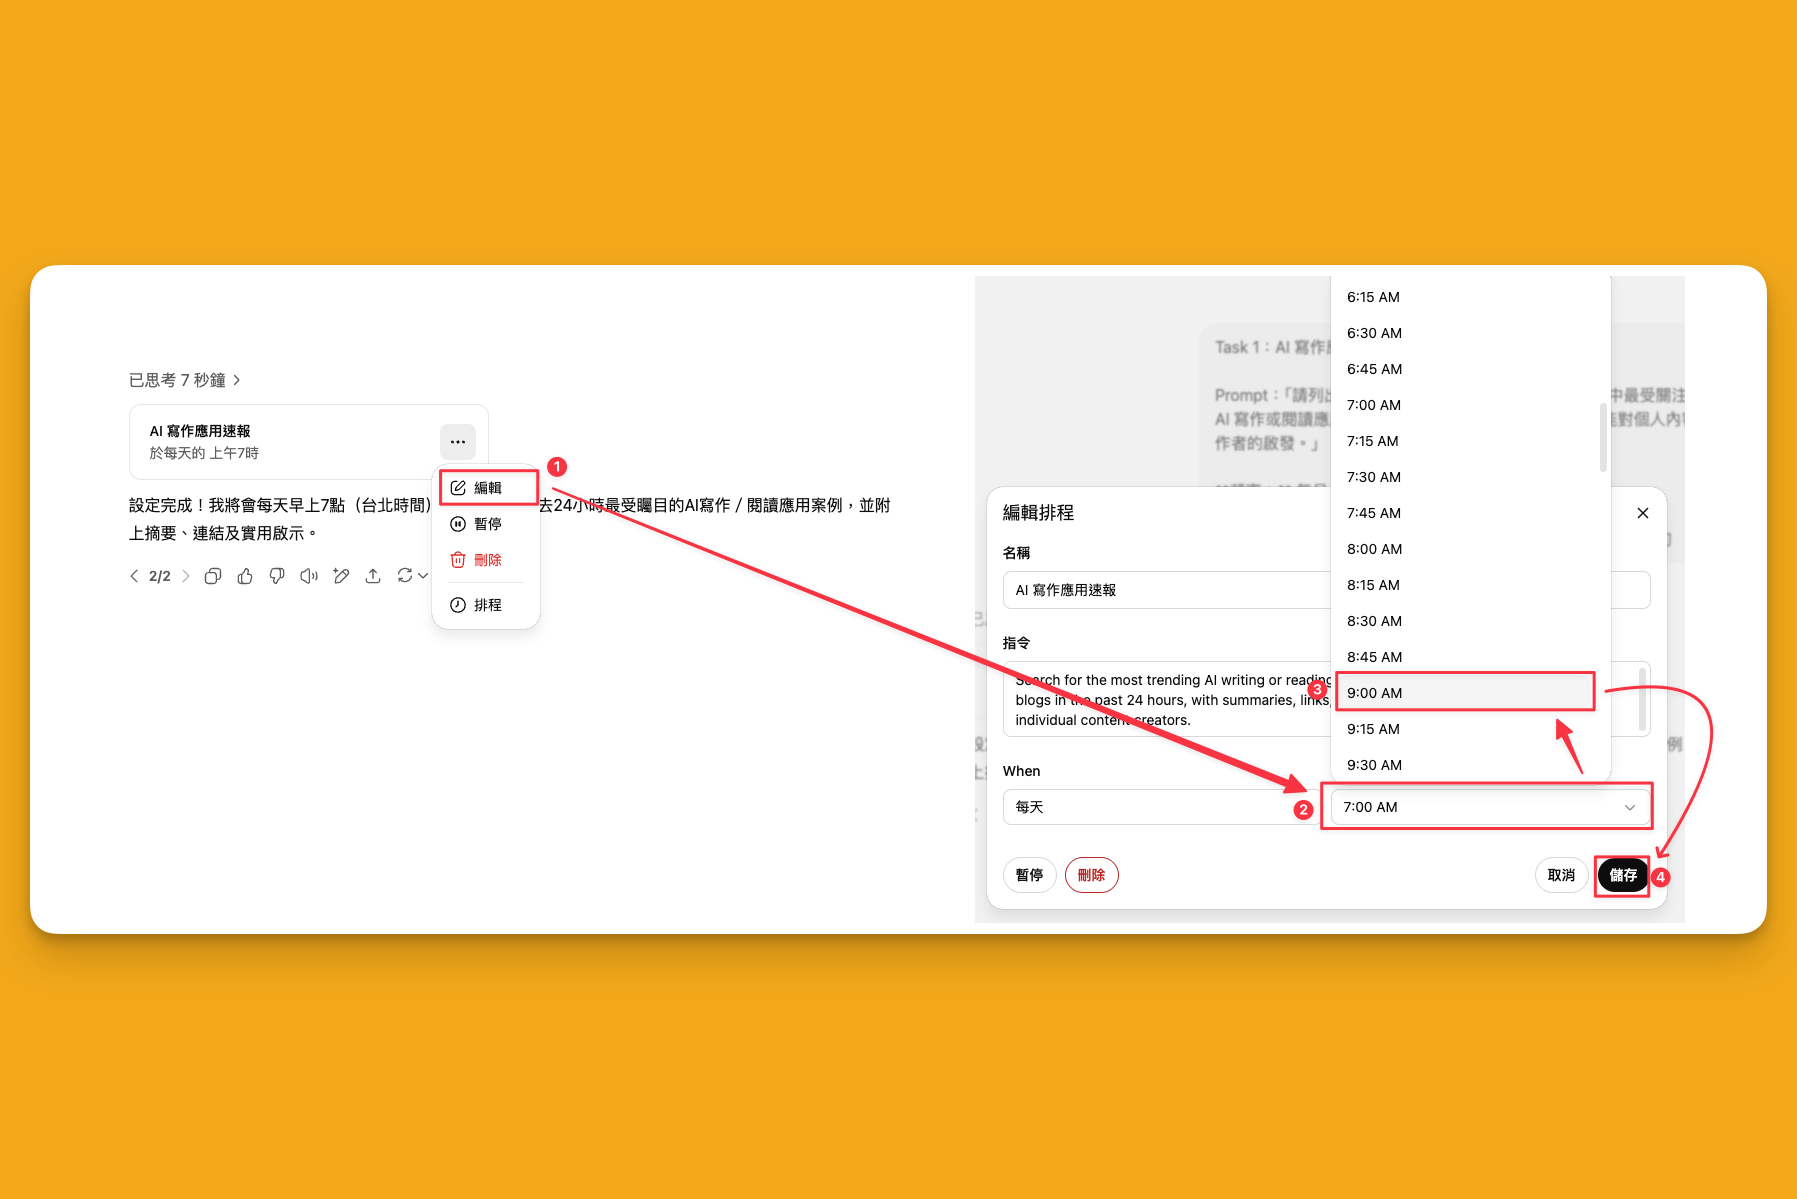 已思考 7 秒鐘
AI 寫作應用速報
於每天的 上午7時
1
編輯
暫停
刪除
排程
設定完成！我將會每天早上7點（台北時間）
去24小時最受矚目的AI寫作 / 閱讀應用案例，並附
上摘要、連結及實用啟示。
2/2
Task 1：AI 寫作
Prompt：「請列
中最受關注
AI 寫作或閱讀應
對個人內
作者的啟發。」
編輯排程
名稱
AI 寫作應用速報
指令
Search for the most trending AI writing or reading
blogs in the past 24 hours, with summaries, links,
individual content creators.
When
每天
2
7:00 AM
6:15 AM
6:30 AM
6:45 AM
7:00 AM
7:15 AM
7:30 AM
7:45 AM
8:00 AM
8:15 AM
8:30 AM
8:45 AM
3
9:00 AM
9:15 AM
9:30 AM
例
暫停
刪除
取消
儲存
4